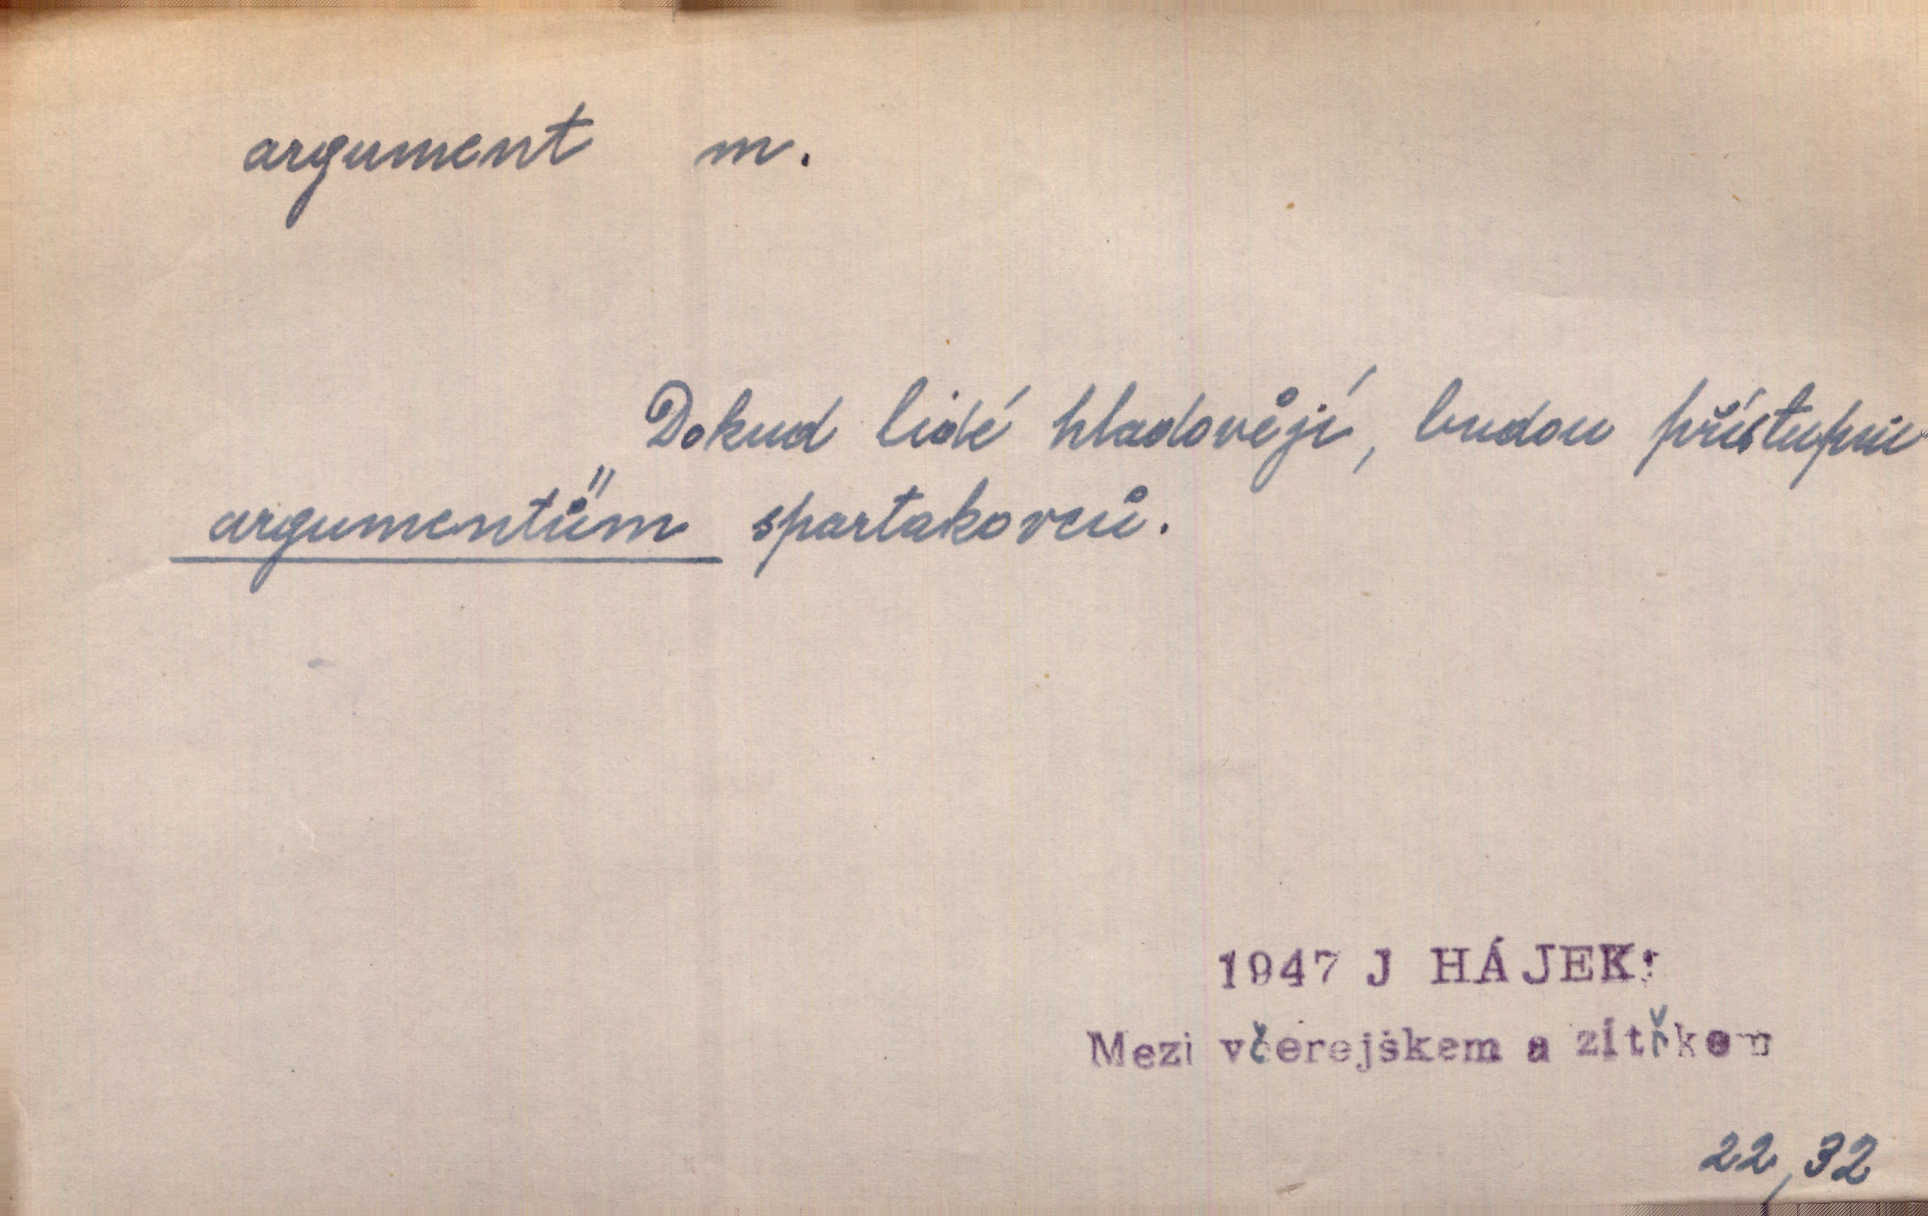 argument m.
Dokud lidé hladovějí, budou přístupni
argumentům spartakovců.
1947 J HÁJEK:
Mezi včerejškem a zítřkem
22,32